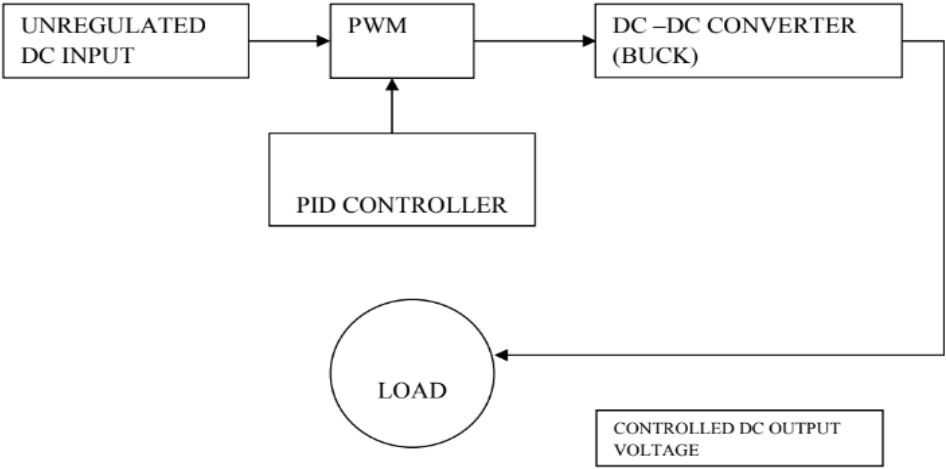 UNREGULATED
DC INPUT
PWM
DC –DC CONVERTER
(BUCK)
PID CONTROLLER
LOAD
CONTROLLED DC OUTPUT
VOLTAGE